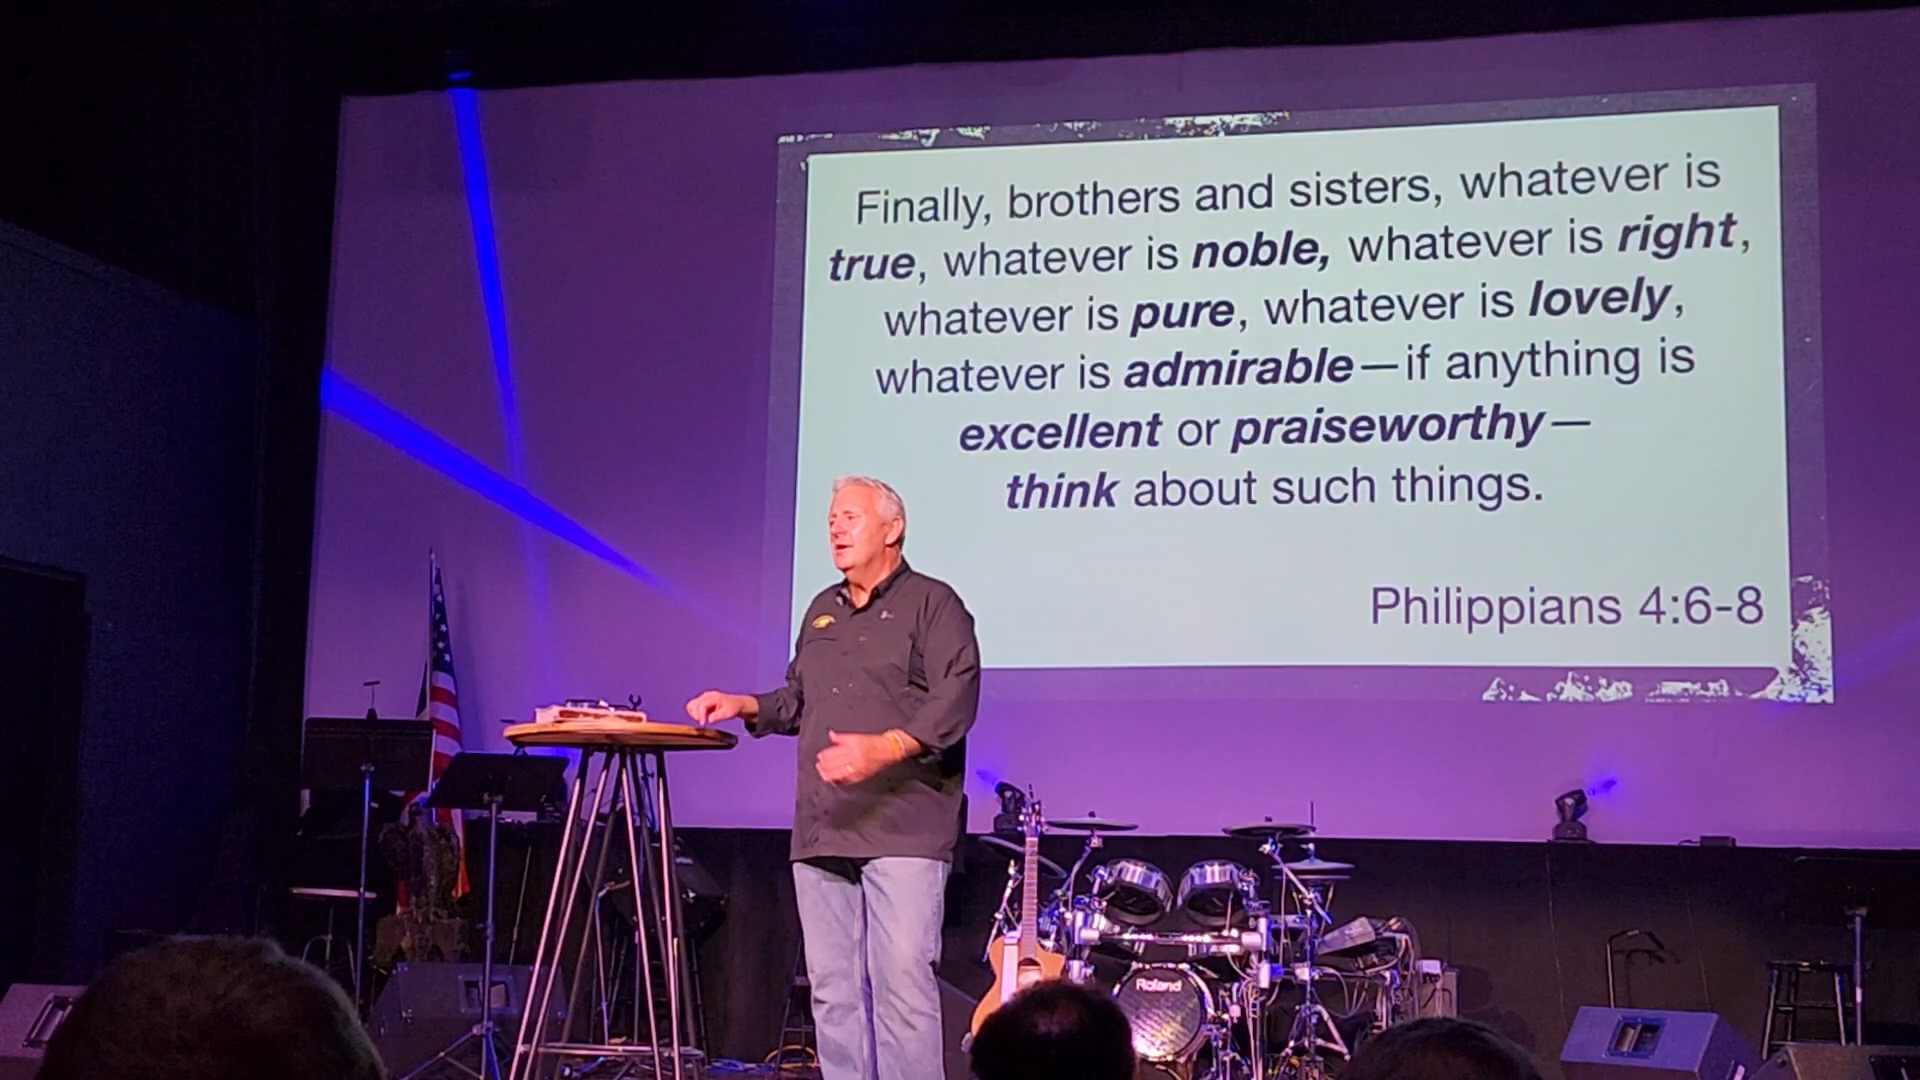 Finally, brothers and sisters, whatever is
true, whatever is noble, whatever is right,
whatever is pure, whatever is lovely,
whatever is admirable—if anything is
excellent or praiseworthy—
think about such things.
Philippians 4:6-8
Roland